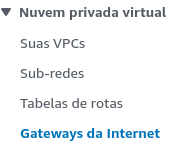 Nuvem privada virtual
Suas VPCs
Sub-redes
Tabelas de rotas
Gateways da Internet